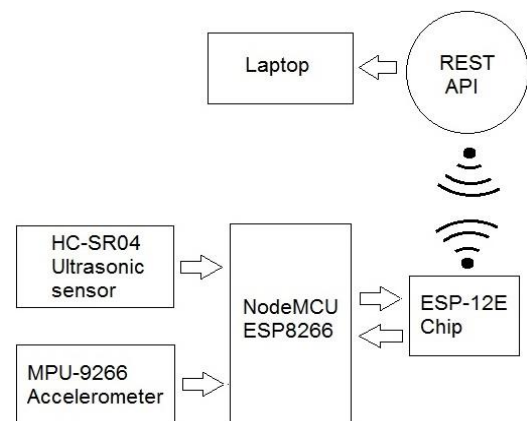 Laptop
REST
API
HC-SR04
Ultrasonic
sensor
NodeMCU
ESP8266
ESP-12E
Chip
MPU-9266
Accelerometer